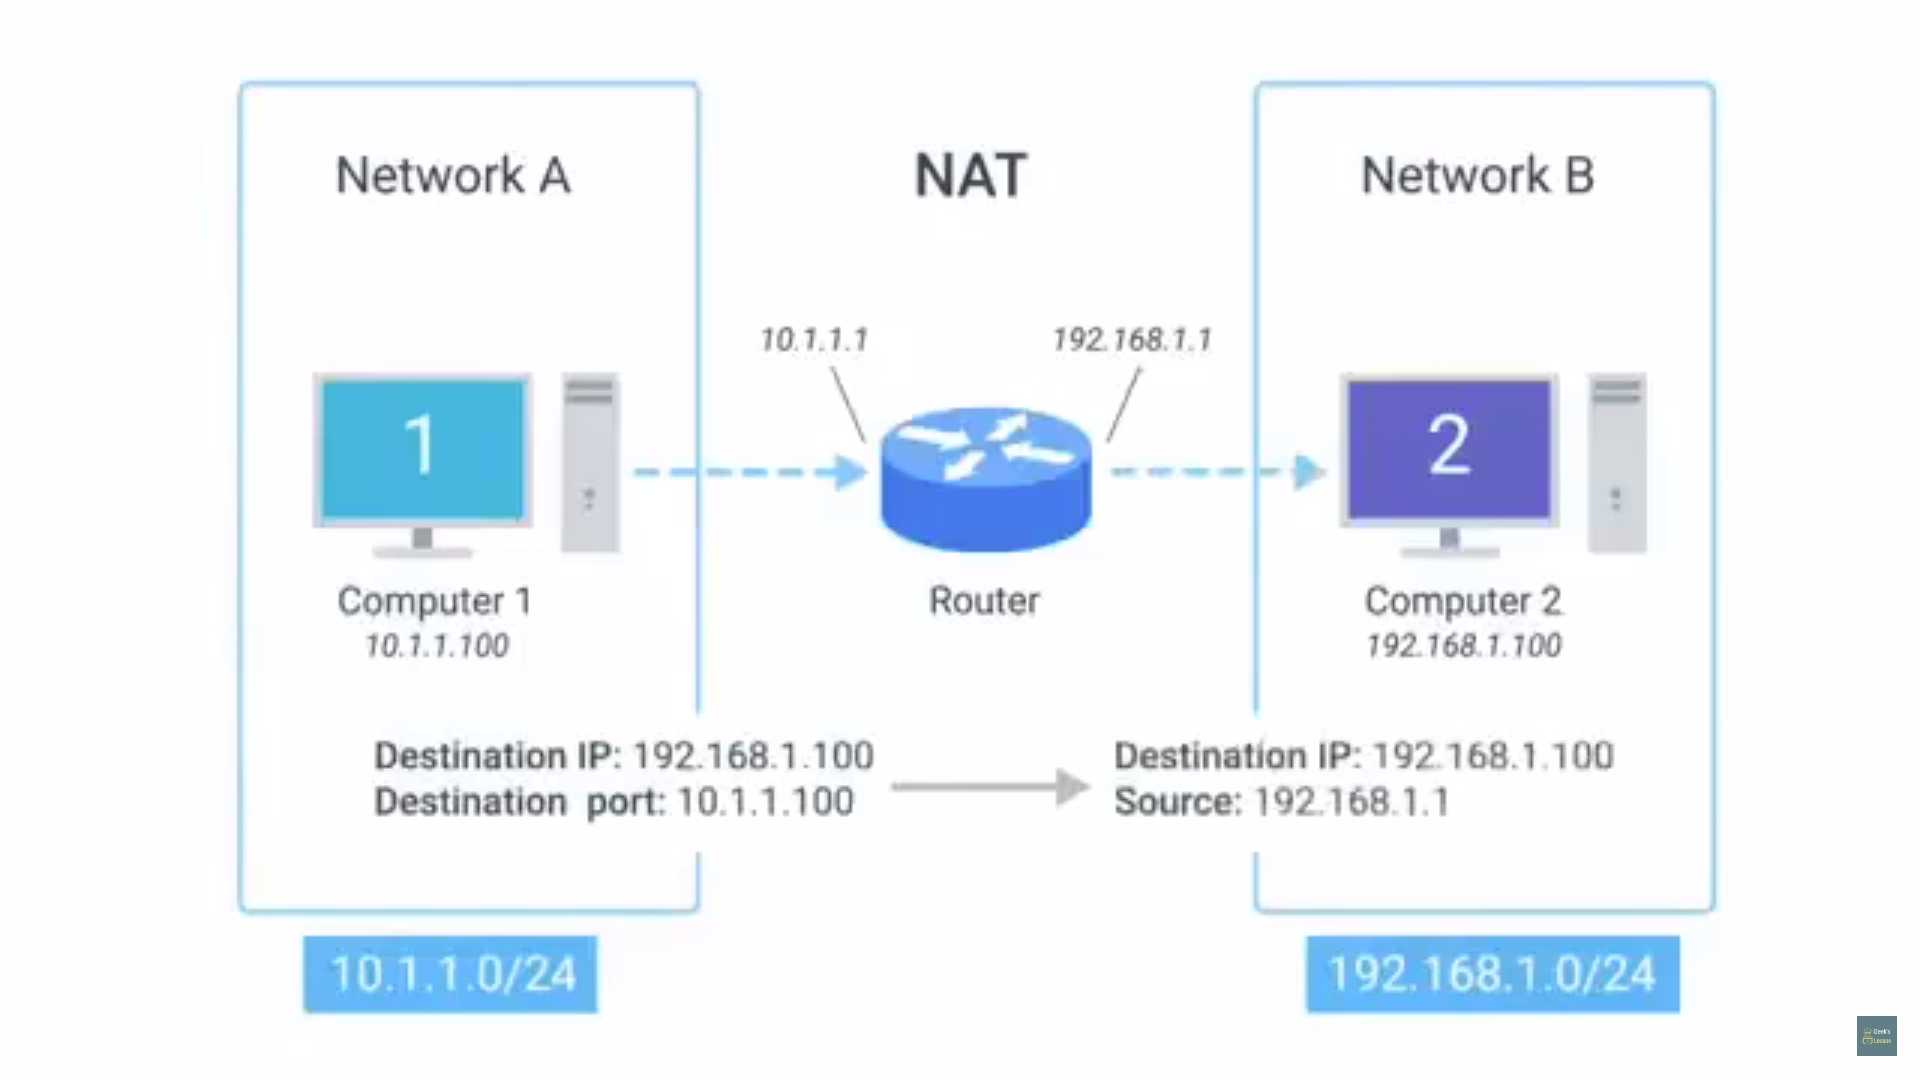 Network A
NAT
Network B
10.1.1.1
192.168.1.1
1
2
Computer 1
10.1.1.100
Router
Computer 2
192.168.1.100
Destination IP: 192.168.1.100
Destination port: 10.1.1.100
Destination IP: 192.168.1.100
Source: 192.168.1.1
10.1.1.0/24
192.168.1.0/24
Geek's
Lesson